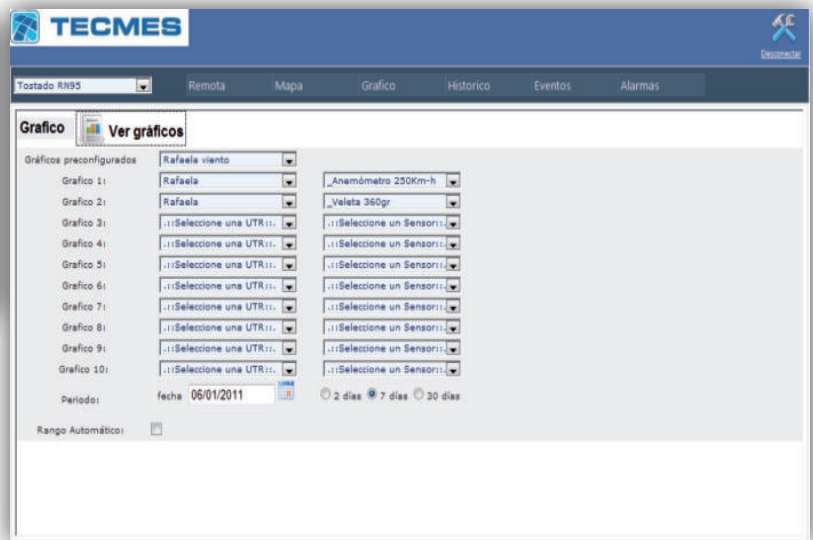 TECMES
Desconectar
Tostado RN95 Remota Mapa Grafico Historico Eventos Alarmas
Grafico Ver gráficos
Gráficos preconfigurados Rafaela viento
Grafico 1: Rafaela _Anemómetro 250Km-h
Grafico 2: Rafaela _Veleta 360gr
Grafico 3: .::Seleccione una UTR::. .::Seleccione un Sensor::.
Grafico 4: .::Seleccione una UTR::. .::Seleccione un Sensor::.
Grafico 5: .::Seleccione una UTR::. .::Seleccione un Sensor::.
Grafico 6: .::Seleccione una UTR::. .::Seleccione un Sensor::.
Grafico 7: .::Seleccione una UTR::. .::Seleccione un Sensor::.
Grafico 8: .::Seleccione una UTR::. .::Seleccione un Sensor::.
Grafico 9: .::Seleccione una UTR::. .::Seleccione un Sensor::.
Grafico 10: .::Seleccione una UTR::. .::Seleccione un Sensor::.
Periodo: fecha 06/01/2011 2 días 7 días 30 días
Rango Automático: